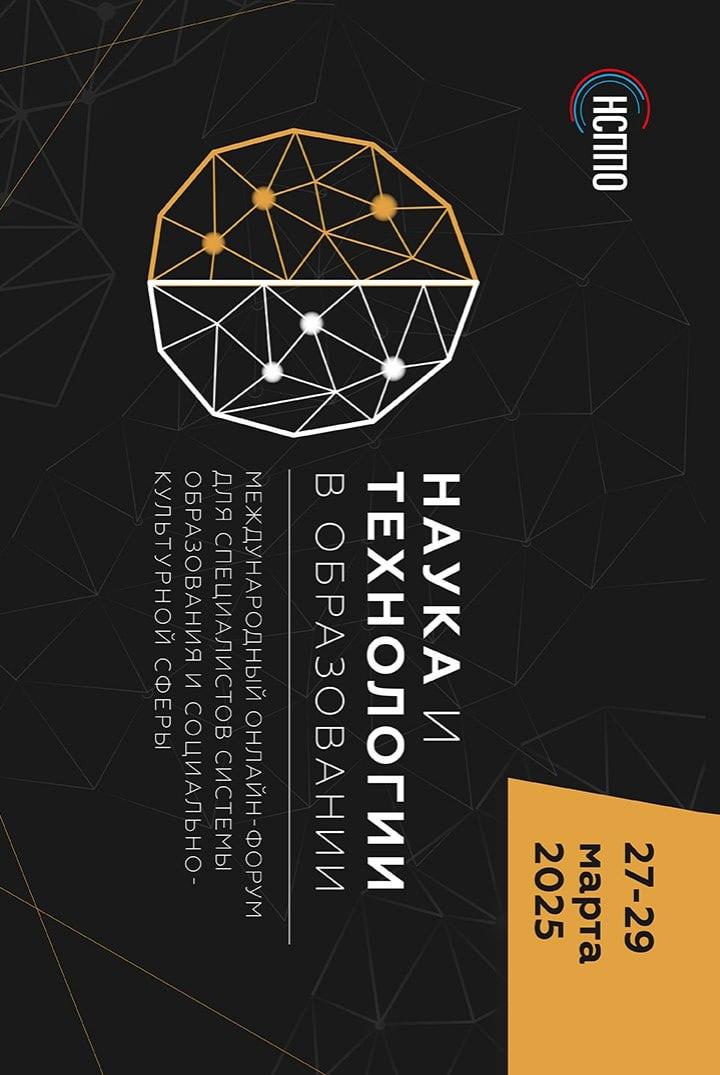 НСППО
27-29
марта
2025
НАУКА И
ТЕХНОЛОГИИ
В ОБРАЗОВАНИИ
МЕЖДУНАРОДНЫЙ ОНЛАЙН-ФОРУМ
ДЛЯ СПЕЦИАЛИСТОВ СИСТЕМЫ
ОБРАЗОВАНИЯ И СОЦИАЛЬНО-
КУЛЬТУРНОЙ СФЕРЫ